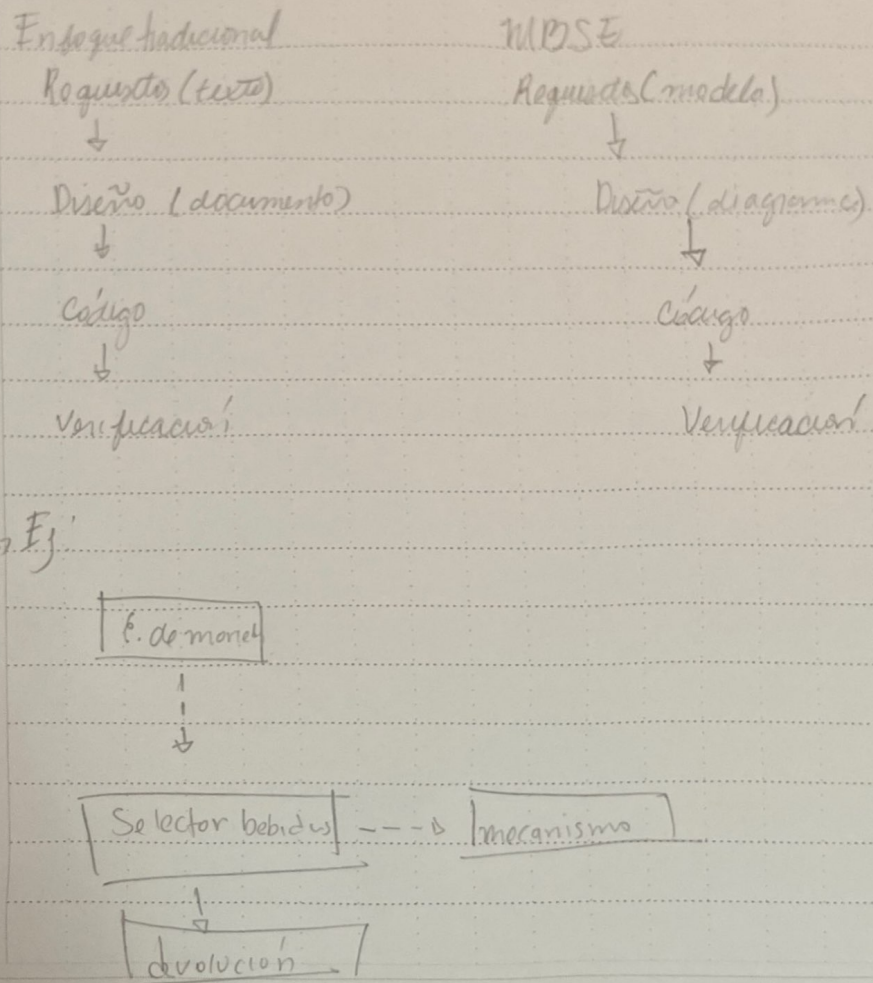 Enfoque tradicional
MBSE
Requisitos (texto)
Requisitos (modelo)
Diseño (documento)
Diseño (diagrama)
Código
Código
Verificación
Verificación
Ej:
de moned
Selector bebidas
mecanismo
devolución